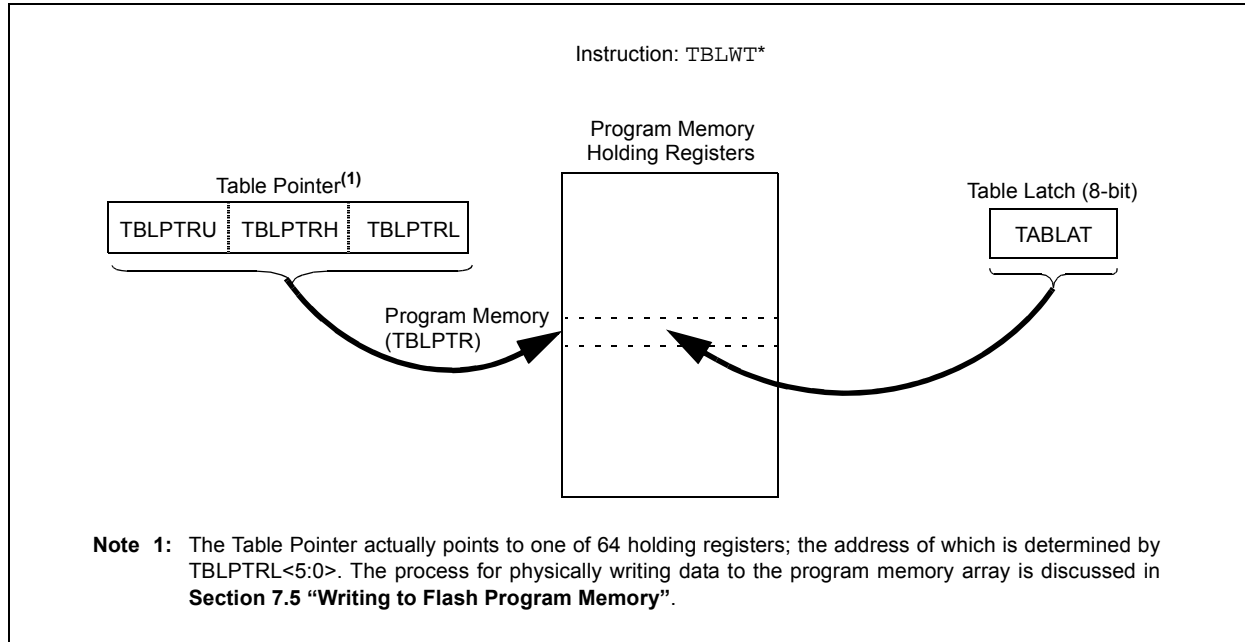 Instruction: TBLWT*
Program Memory
Holding Registers
Table Pointer(1)
Table Latch (8-bit)
TBLPTRU TBLPTRH TBLPTRL
TABLAT
Program Memory
(TBLPTR)
Note 1: The Table Pointer actually points to one of 64 holding registers; the address of which is determined by
TBLPTRL<5:0>. The process for physically writing data to the program memory array is discussed in
Section 7.5 “Writing to Flash Program Memory”.